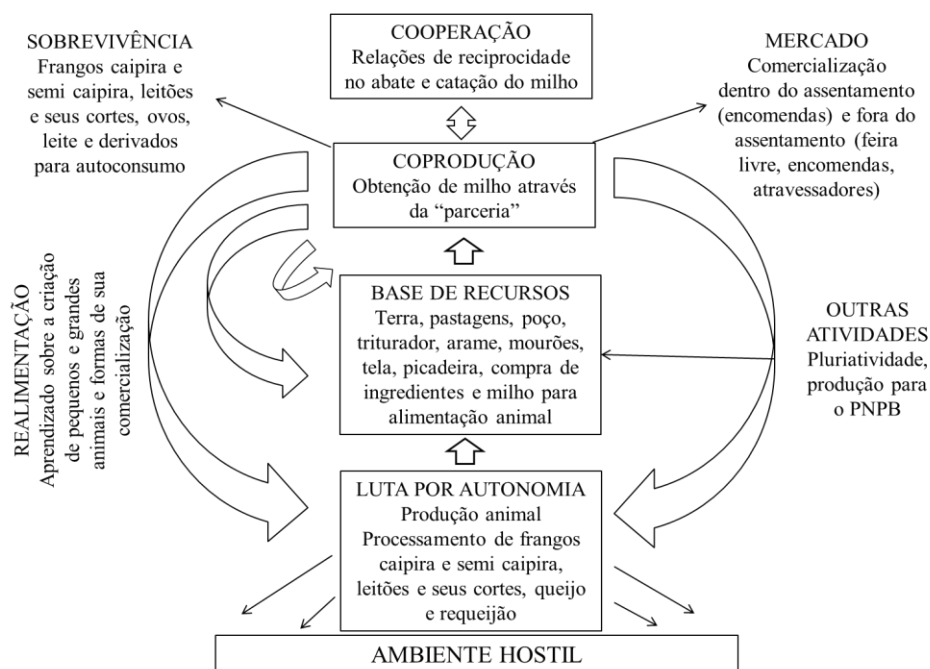 SOBREVIVÊNCIA
Frangos caipira e
semi caipira, leitões
e seus cortes, ovos,
leite e derivados
para autoconsumo
COOPERAÇÃO
Relações de reciprocidade
no abate e catação do milho
MERCADO
Comercialização
dentro do assentamento
(encomendas) e fora do
assentamento (feira
livre, encomendas,
atravessadores)
COPRODUÇÃO
Obtenção de milho através
da “parceria”
REALIMENTAÇÃO
Aprendizado sobre a criação
de pequenos e grandes
animais e formas de sua
comercialização
BASE DE RECURSOS
Terra, pastagens, poço,
triturador, arame, mourões,
tela, picadeira, compra de
ingredientes e milho para
alimentação animal
OUTRAS
ATIVIDADES
Pluriatividade,
produção para
o PNPB
LUTA POR AUTONOMIA
Produção animal
Processamento de frangos
caipira e semi caipira,
leitões e seus cortes, queijo
e requeijão
AMBIENTE HOSTIL